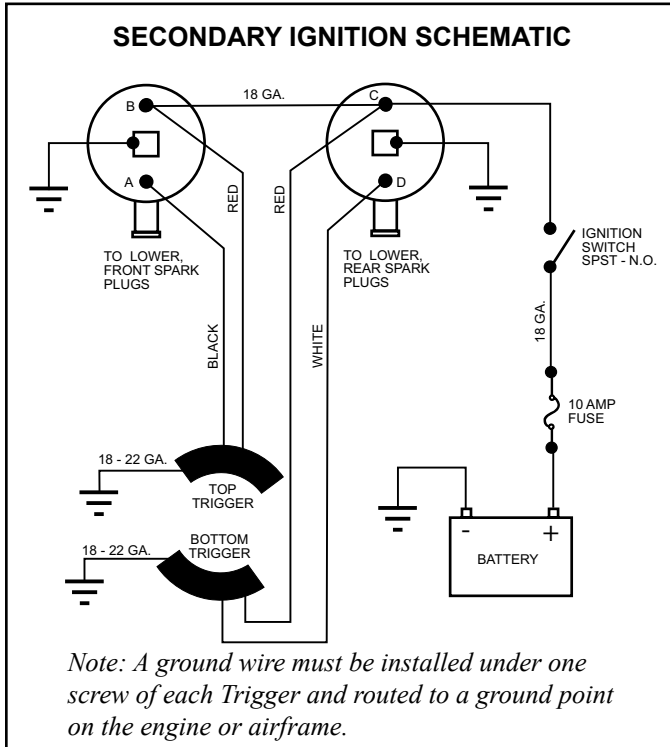 SECONDARY IGNITION SCHEMATIC
18 GA.
B
C
A
D
RED
RED
TO LOWER,
FRONT SPARK
PLUGS
TO LOWER,
REAR SPARK
PLUGS
IGNITION
SWITCH
SPST - N.O.
BLACK
WHITE
18 GA.
10 AMP
FUSE
18 - 22 GA.
TOP
TRIGGER
BOTTOM
TRIGGER
18 - 22 GA.
- +
BATTERY
Note: A ground wire must be installed under one
screw of each Trigger and routed to a ground point
on the engine or airframe.